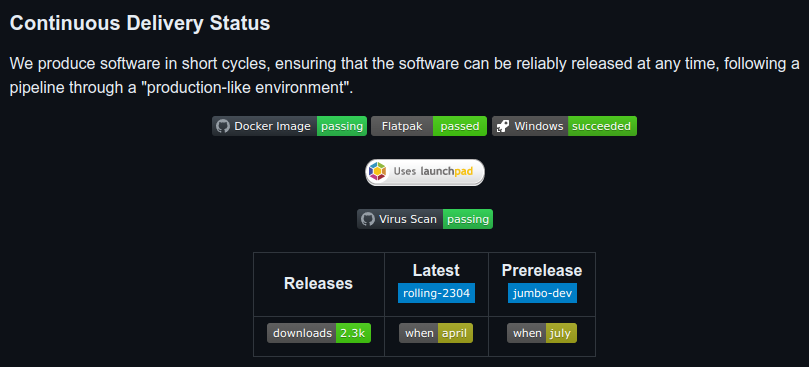 Continuous Delivery Status
We produce software in short cycles, ensuring that the software can be reliably released at any time, following a
pipeline through a "production-like environment".
Docker Image passing Flatpak passed Windows succeeded
Uses launchpad
Virus Scan passing
Releases Latest Prerelease
rolling-2304 jumbo-dev
downloads 2.3k when april when july